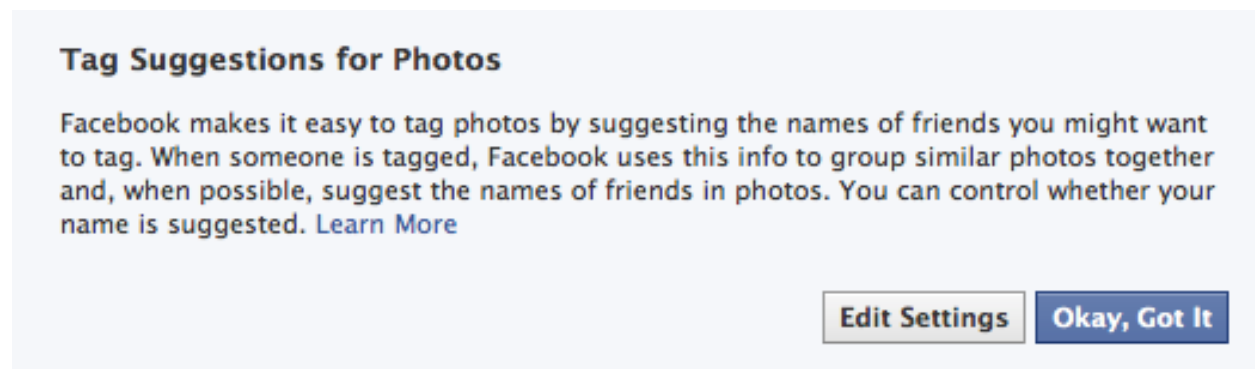 Tag Suggestions for Photos
Facebook makes it easy to tag photos by suggesting the names of friends you might want
to tag. When someone is tagged, Facebook uses this info to group similar photos together
and, when possible, suggest the names of friends in photos. You can control whether your
name is suggested. Learn More
Edit Settings Okay, Got It